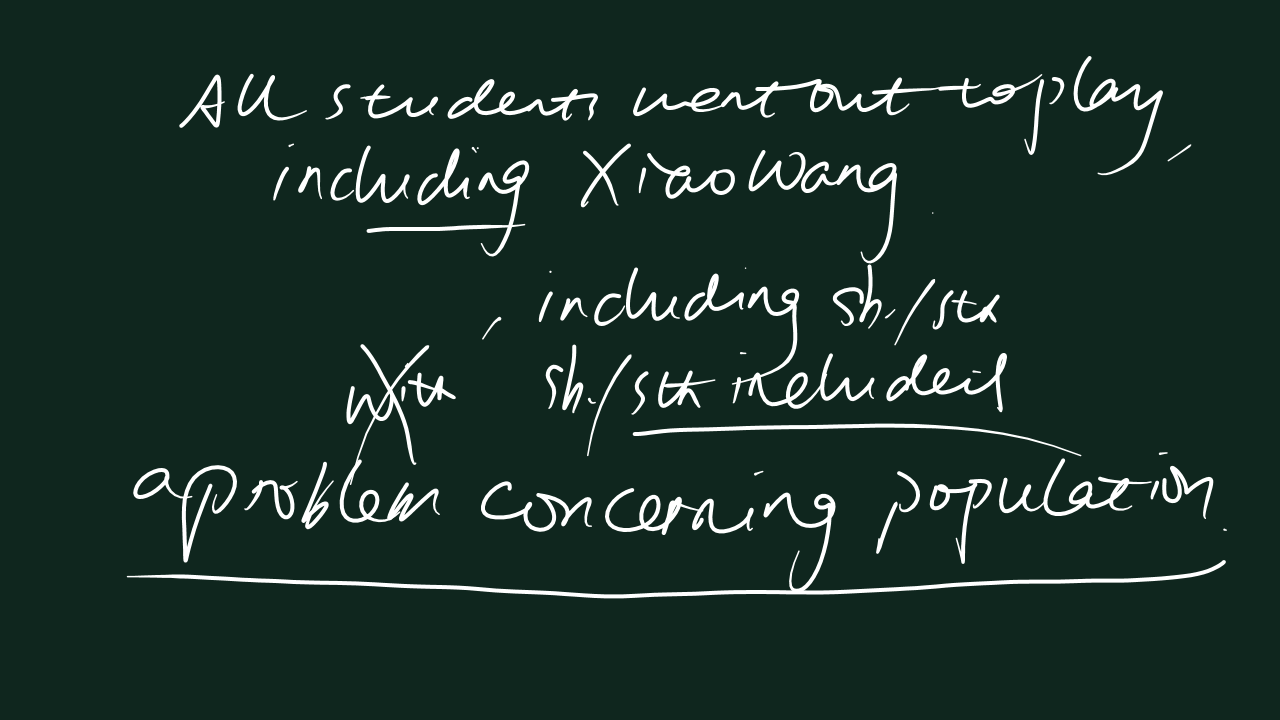 All students went out to play,
including XiaoWang
, including sb./sth
with sb./sth included
a problem concerning population.